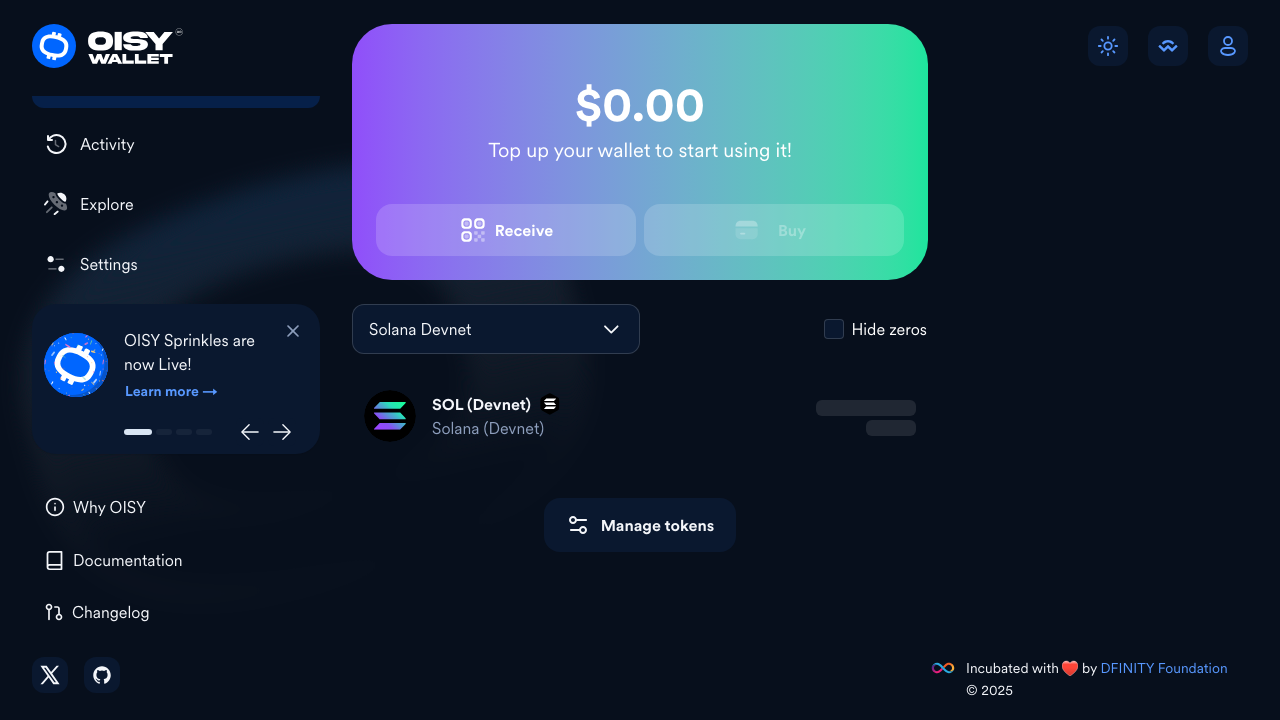 OISY
WALLET
Activity
Explore
Settings
OISY Sprinkles are
now Live!
Learn more →
Why OISY
Documentation
Changelog
$0.00
Top up your wallet to start using it!
Receive
Buy
Solana Devnet
Hide zeros
SOL (Devnet)
Solana (Devnet)
Manage tokens
Incubated with ❤️ by DFINITY Foundation
© 2025